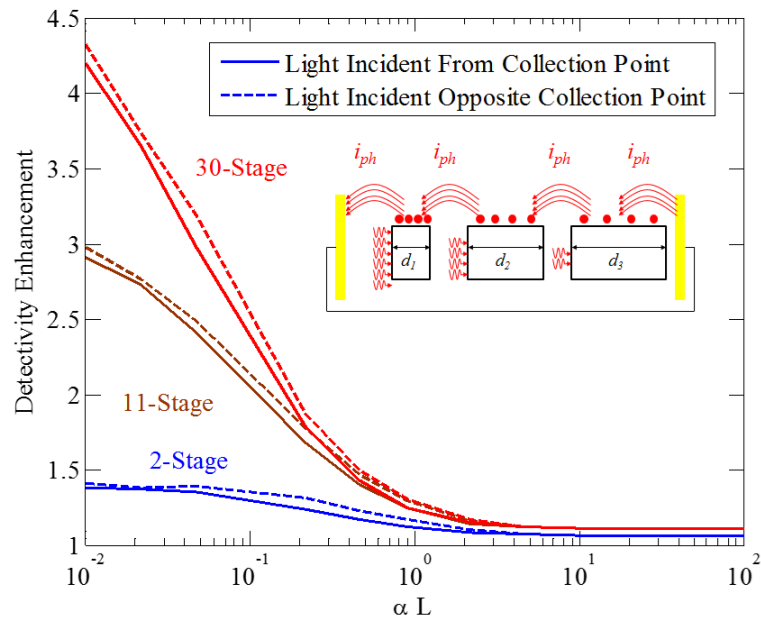 4.5
4
3.5
3
2.5
2
1.5
1
Detectivity Enhancement
Light Incident From Collection Point
Light Incident Opposite Collection Point
i_ph i_ph i_ph i_ph
d_1 d_2 d_3
30-Stage
11-Stage
2-Stage
10^-2 10^-1 10^0 10^1 10^2
α L